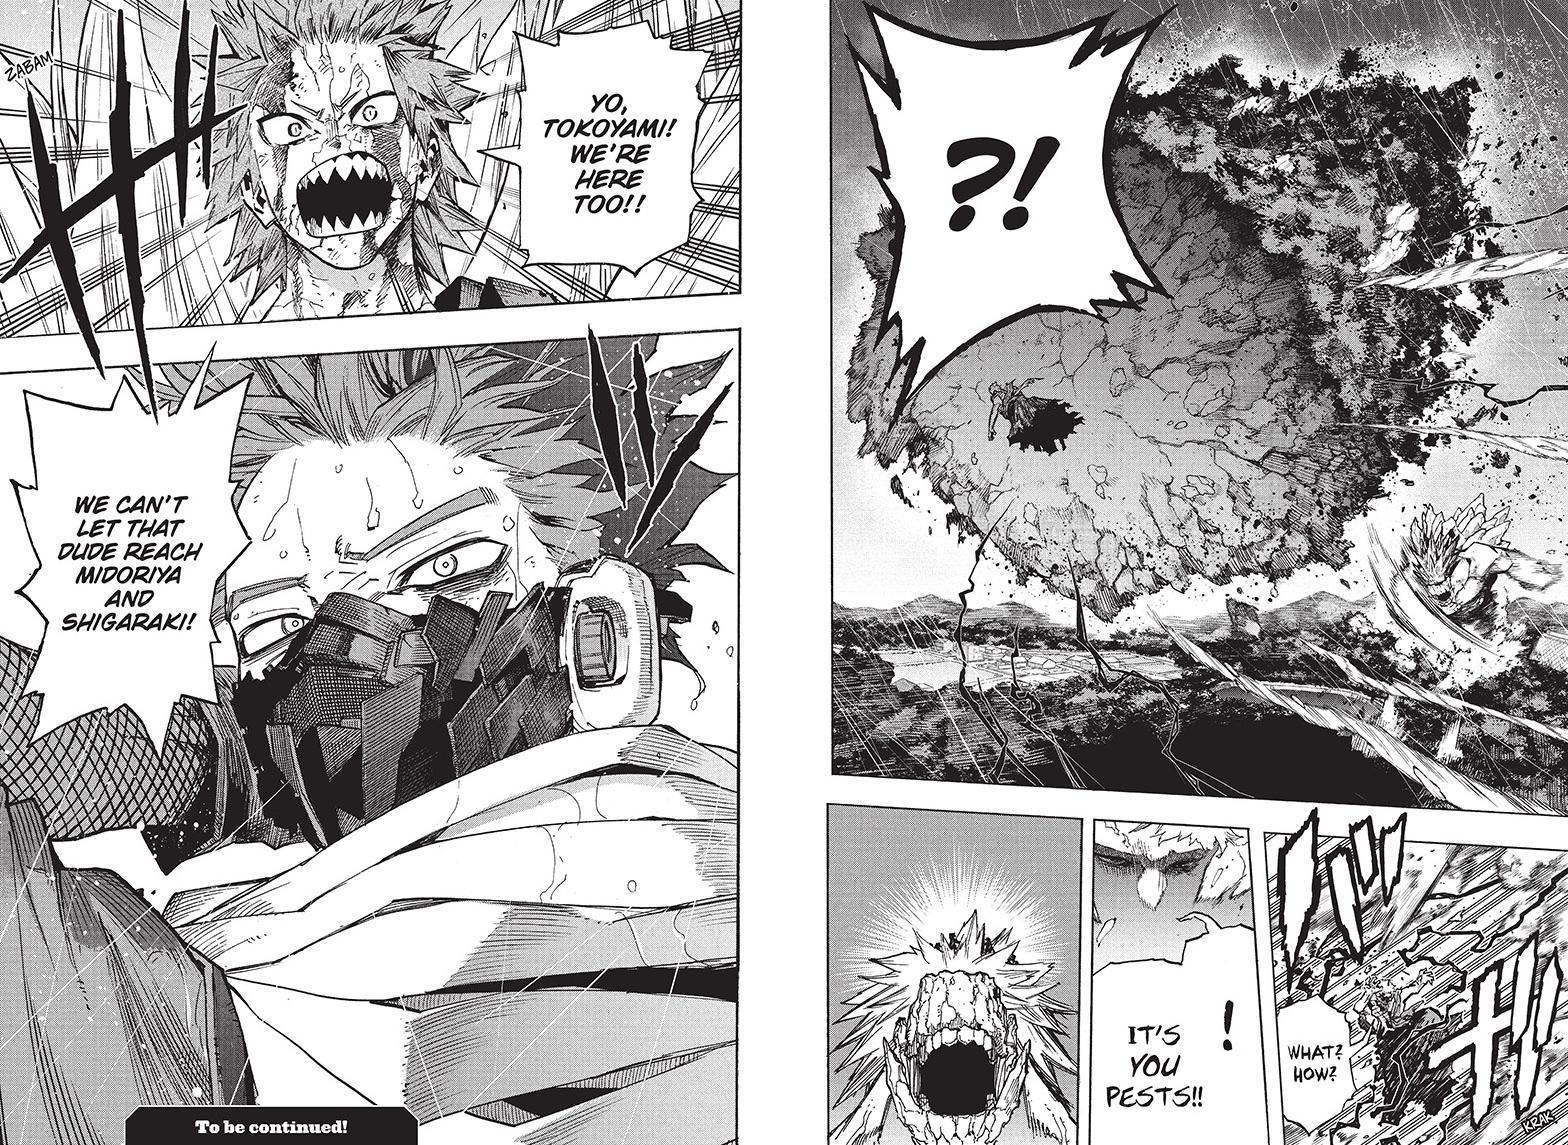 ?!
WHAT?
HOW?
KRAK
!
IT'S
YOU
PESTS!!
YO,
TOKOYAMI!
WE'RE
HERE
TOO!!
ZABAM
WE CAN'T
LET THAT
DUDE REACH
MIDORIYA
AND
SHIGARAKI!
To be continued!